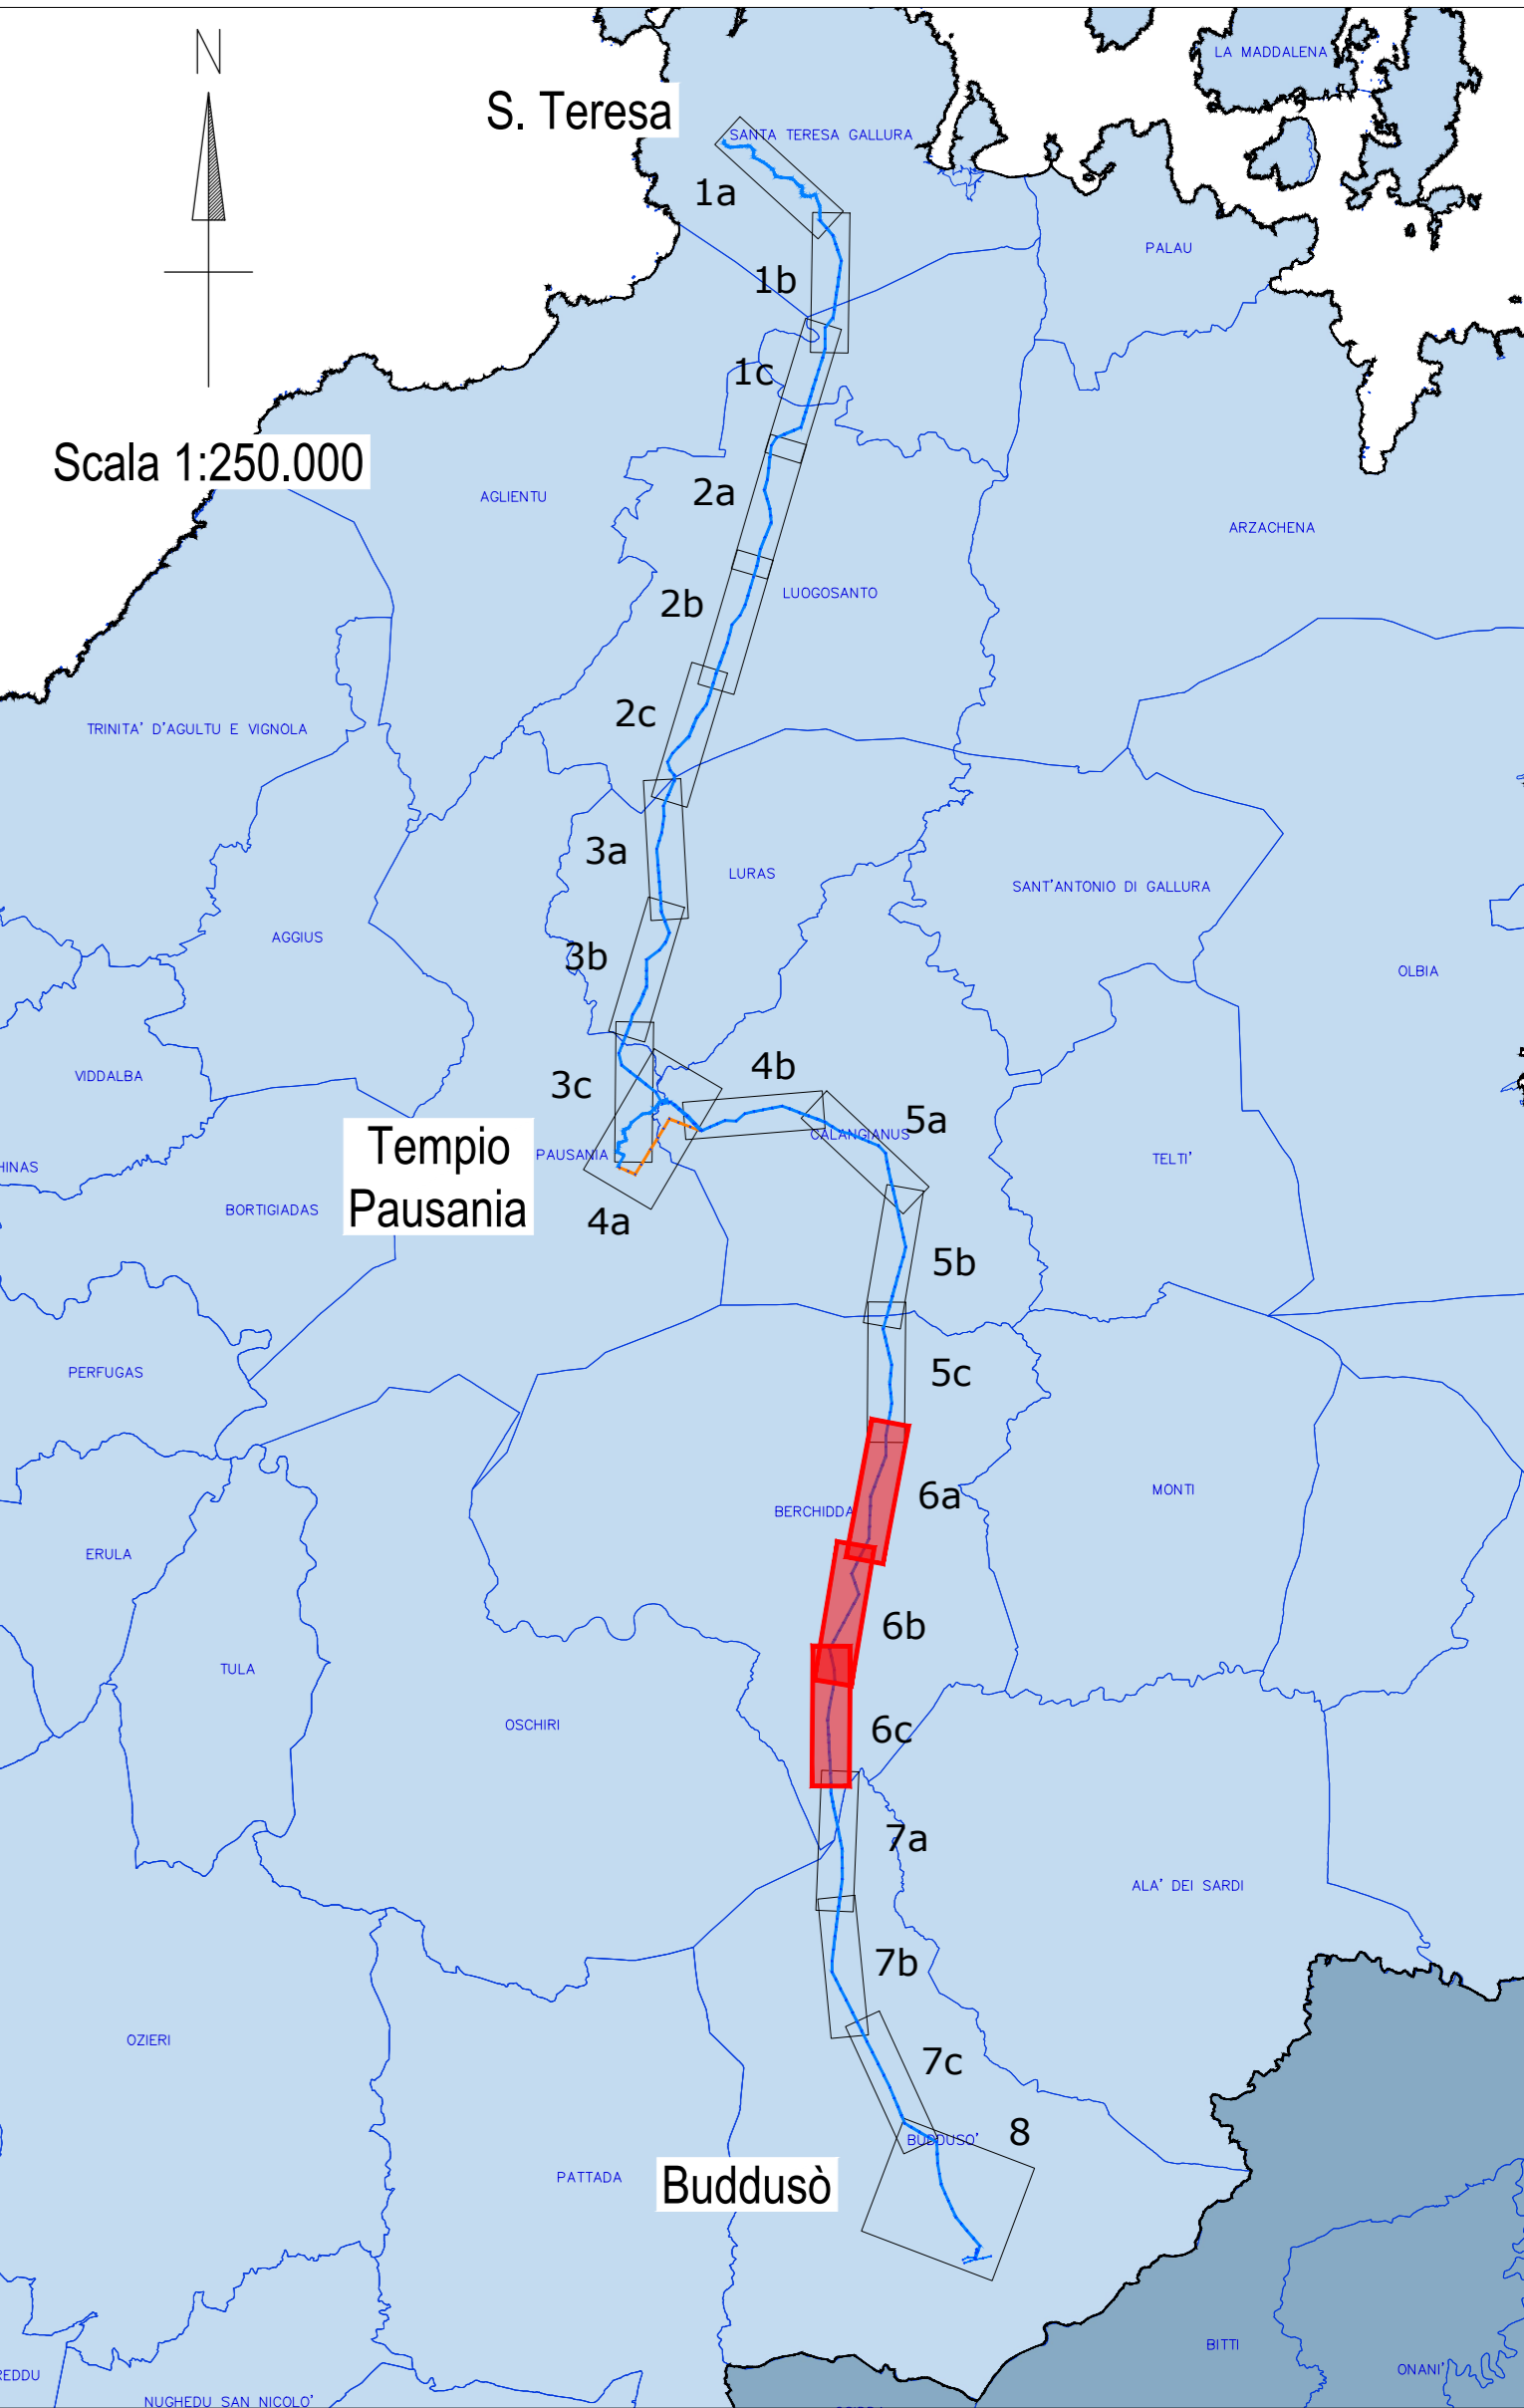 N
LA MADDALENA
S. Teresa
SANTA TERESA GALLURA
1a
PALAU
1b
1c
Scala 1:250.000
2a
AGLIENTU
ARZACHENA
LUOGOSANTO
2b
2c
TRINITA' D'AGULTU E VIGNOLA
3a
LURAS
SANT'ANTONIO DI GALLURA
AGGIUS
3b
OLBIA
4b
VIDDALBA
3c
5a
CALANGIANUS
Tempio
Pausania
PAUSANIA
TELTI'
HINAS
BORTIGIADAS
4a
5b
PERFUGAS
5c
6a
MONTI
BERCHIDDA
ERULA
6b
TULA
OSCHIRI
6c
7a
ALA' DEI SARDI
7b
OZIERI
7c
8
BUDDUSO'
PATTADA
Buddusò
BITTI
ONANI'
REDDU
NUGHEDU SAN NICOLO'